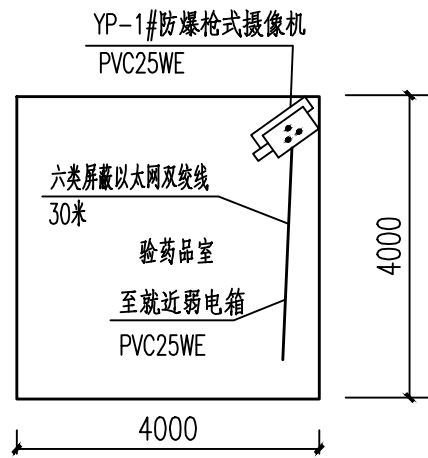 YP-1#防爆枪式摄像机
PVC25WE
六类屏蔽以太网双绞线
30米
验药品室
至就近弱电箱
PVC25WE
4000
4000